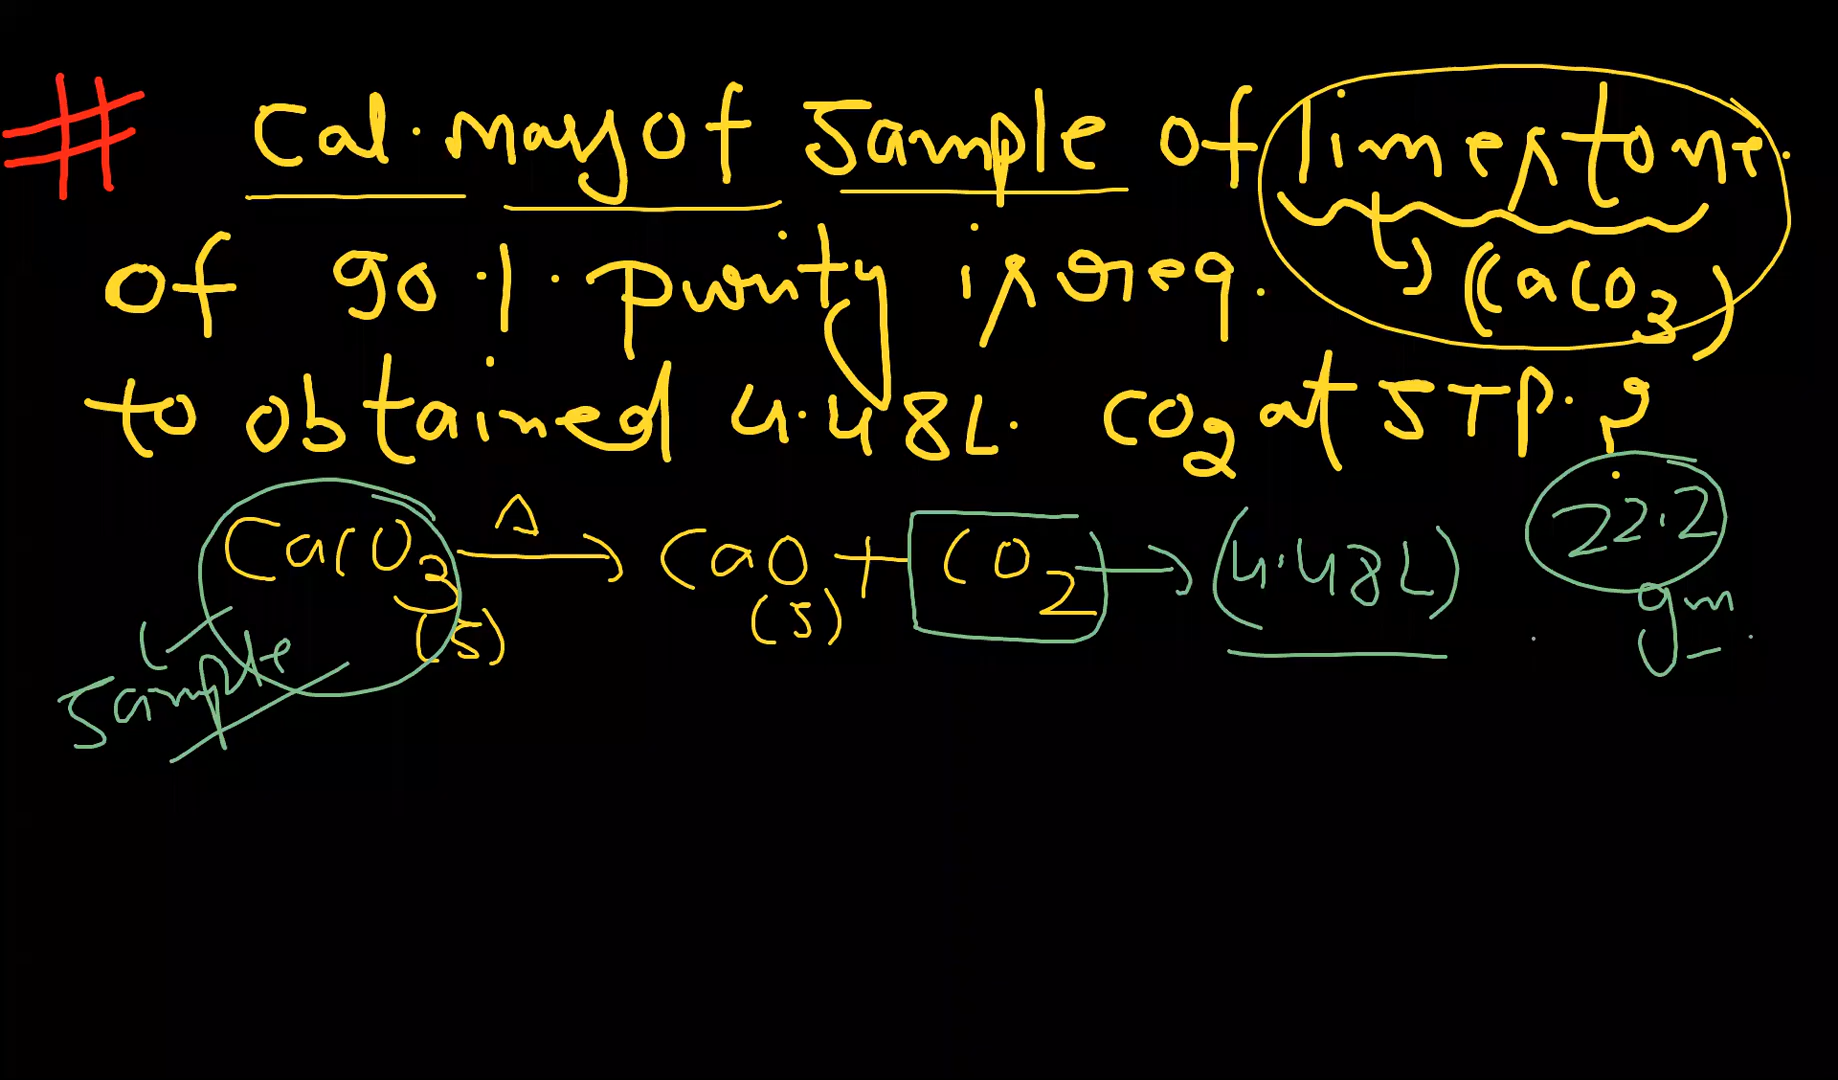 # Cal. mass of Sample of limestone.
of 90 % purity is req. (CaCO3)
to obtained 4.48L. CO2 at STP. ?
CaCO3 (s) Δ→ CaO (s) + CO2 → (4.48L) 22.2 gm
Sample